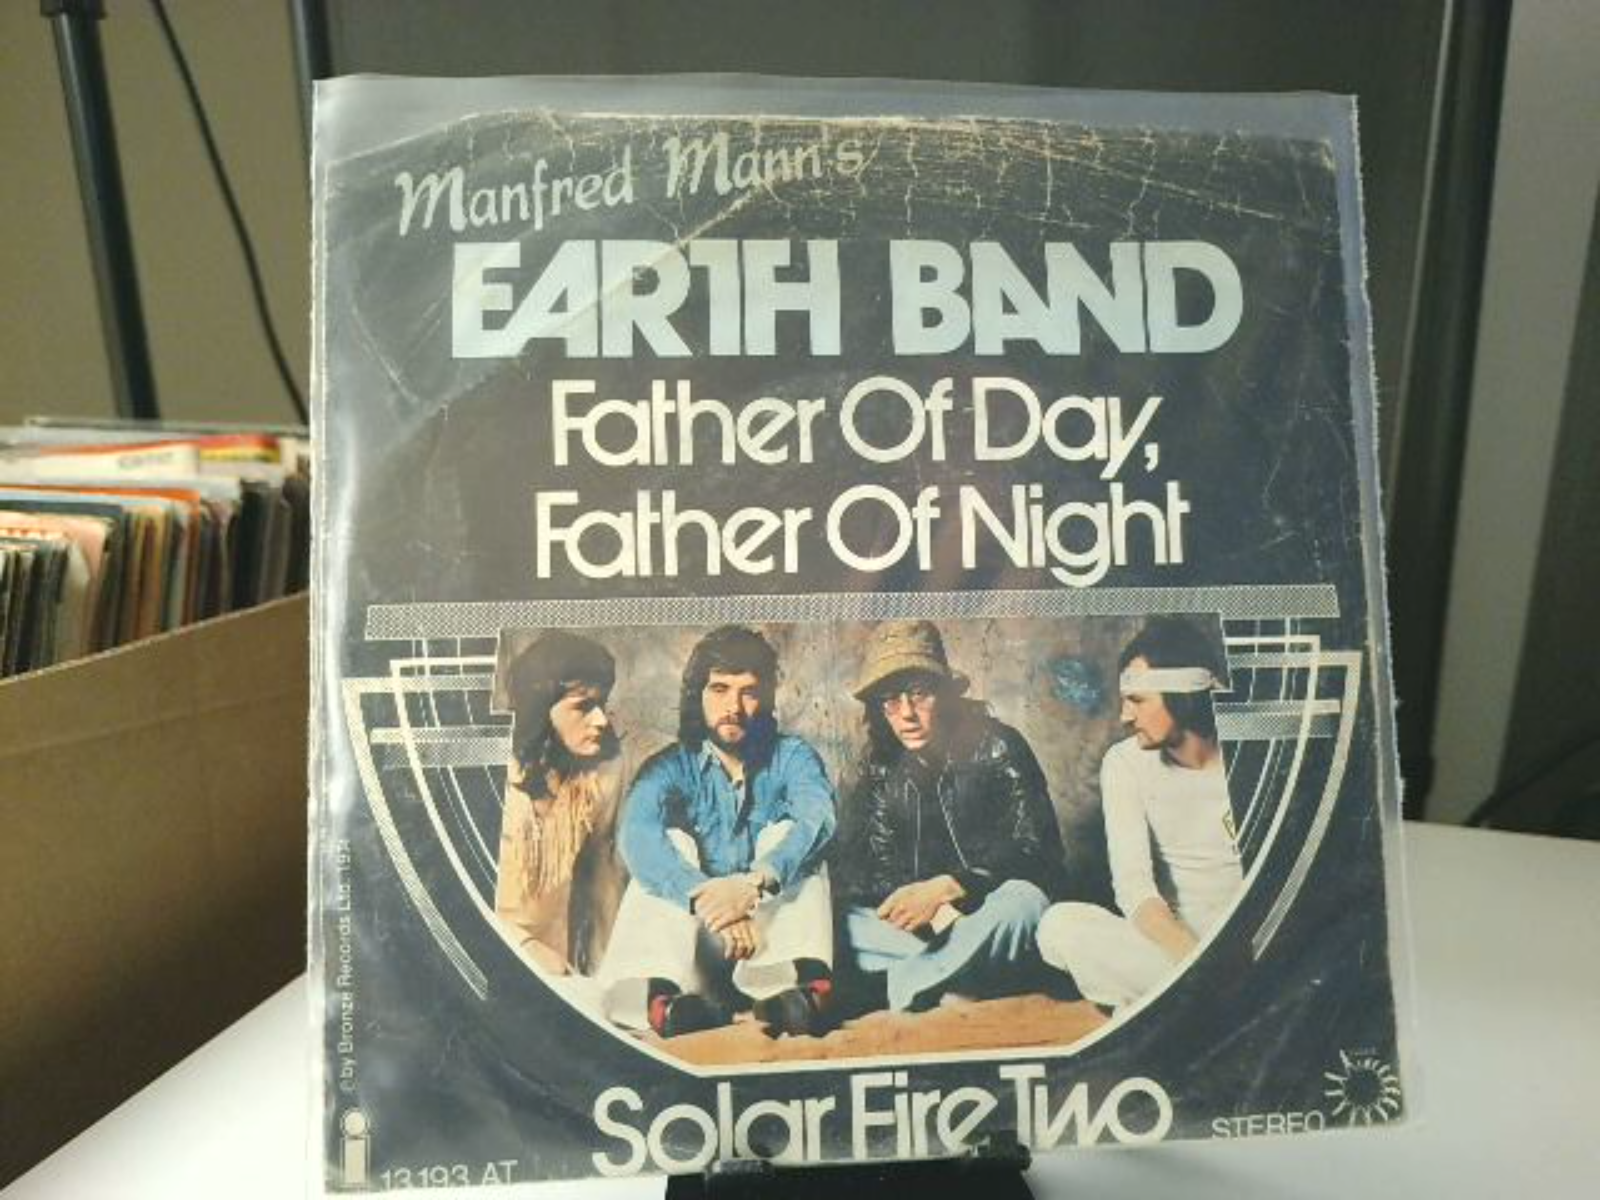 Manfred Mann's
EARTH BAND
Father Of Day,
Father Of Night
℗ by Bronze Records Ltd. 1974
Solar Fire Two
STEREO
i
13 193 AT